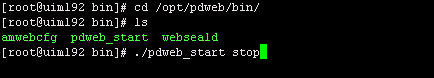 [root@uiml92 bin]# cd /opt/pdweb/bin/
[root@uiml92 bin]# ls
amwebcfg  pdweb_start  webseald
[root@uiml92 bin]# ./pdweb_start stop